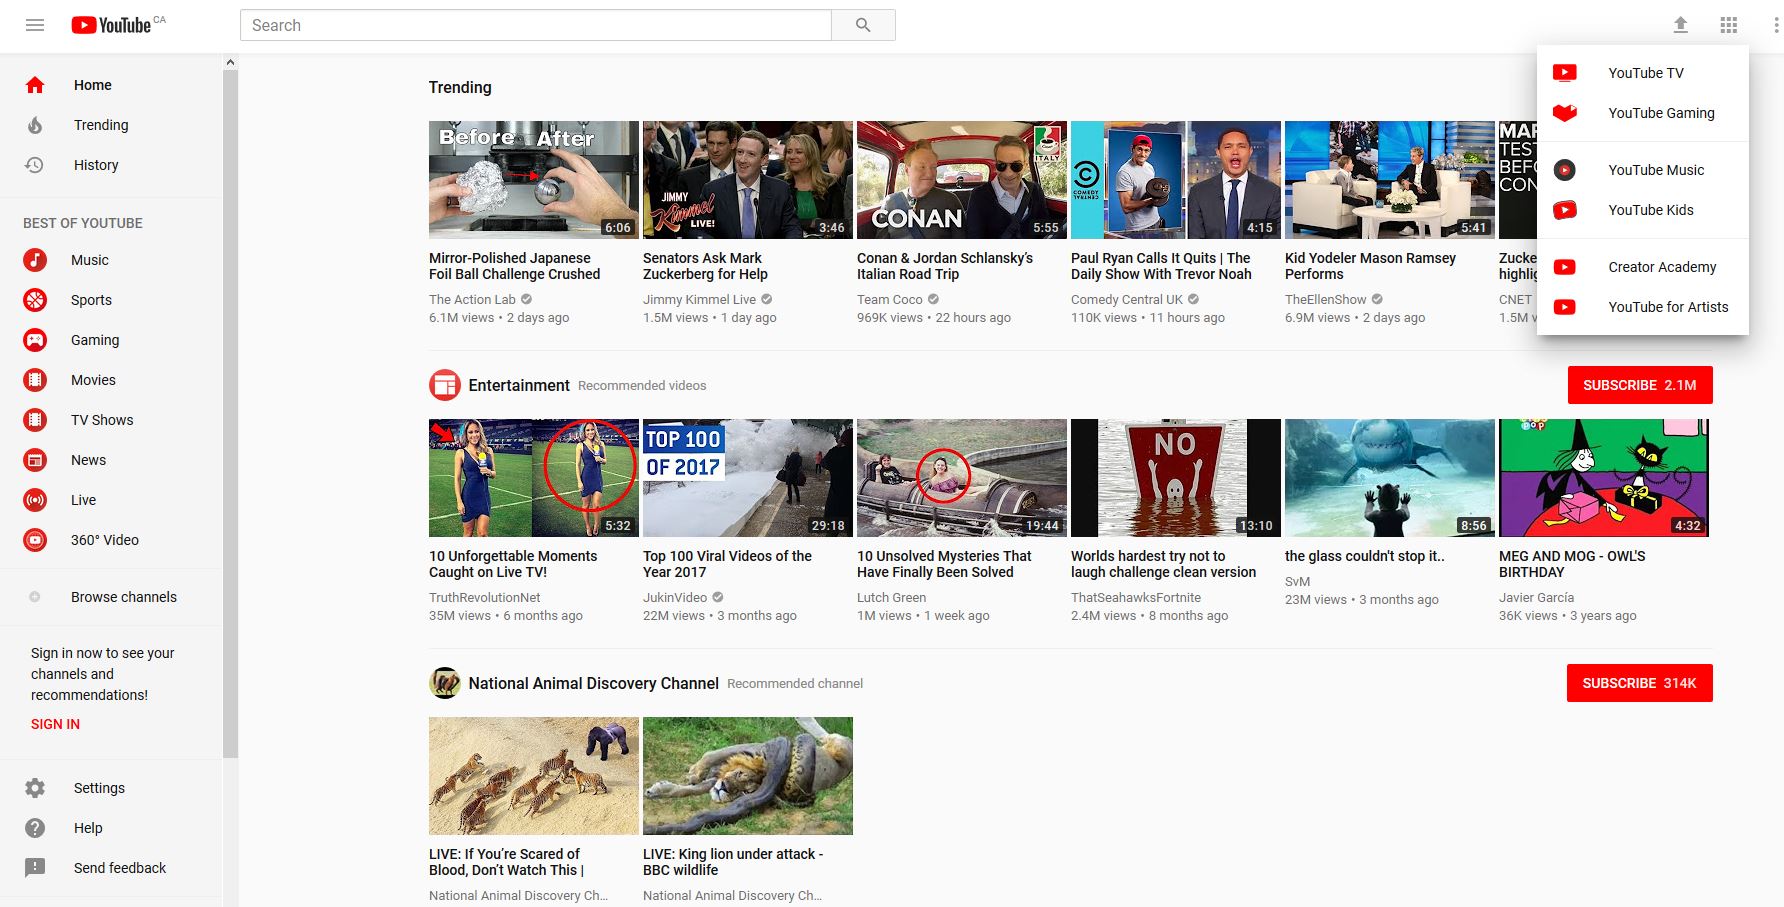 YouTube CA
Search
Home
Trending
History
BEST OF YOUTUBE
Music
Sports
Gaming
Movies
TV Shows
News
Live
360° Video
Browse channels
Sign in now to see your
channels and
recommendations!
SIGN IN
Settings
Help
Send feedback
YouTube TV
YouTube Gaming
YouTube Music
YouTube Kids
Creator Academy
YouTube for Artists
Trending
Before After
6:06
Mirror-Polished Japanese
Foil Ball Challenge Crushed
The Action Lab
6.1M views • 2 days ago
JIMMY
Kimmel
LIVE!
3:46
Senators Ask Mark
Zuckerberg for Help
Jimmy Kimmel Live
1.5M views • 1 day ago
ITALY
CONAN
5:55
Conan & Jordan Schlansky’s
Italian Road Trip
Team Coco
969K views • 22 hours ago
COMEDY
CENTRAL
4:15
Paul Ryan Calls It Quits | The
Daily Show With Trevor Noah
Comedy Central UK
110K views • 11 hours ago
5:41
Kid Yodeler Mason Ramsey
Performs
TheEllenShow
6.9M views • 2 days ago
MAR
TEST
BEFO
CON
Zucke
highlig
CNET
1.5M v
Entertainment Recommended videos
SUBSCRIBE 2.1M
5:32
10 Unforgettable Moments
Caught on Live TV!
TruthRevolutionNet
35M views • 6 months ago
TOP 100
OF 2017
29:18
Top 100 Viral Videos of the
Year 2017
JukinVideo
22M views • 3 months ago
19:44
10 Unsolved Mysteries That
Have Finally Been Solved
Lutch Green
1M views • 1 week ago
NO
13:10
Worlds hardest try not to
laugh challenge clean version
ThatSeahawksFortnite
2.4M views • 8 months ago
8:56
the glass couldn't stop it..
SvM
23M views • 3 months ago
pop
4:32
MEG AND MOG - OWL'S
BIRTHDAY
Javier García
36K views • 3 years ago
National Animal Discovery Channel Recommended channel
SUBSCRIBE 314K
LIVE: If You’re Scared of
Blood, Don’t Watch This |
National Animal Discovery Ch...
LIVE: King lion under attack -
BBC wildlife
National Animal Discovery Ch...